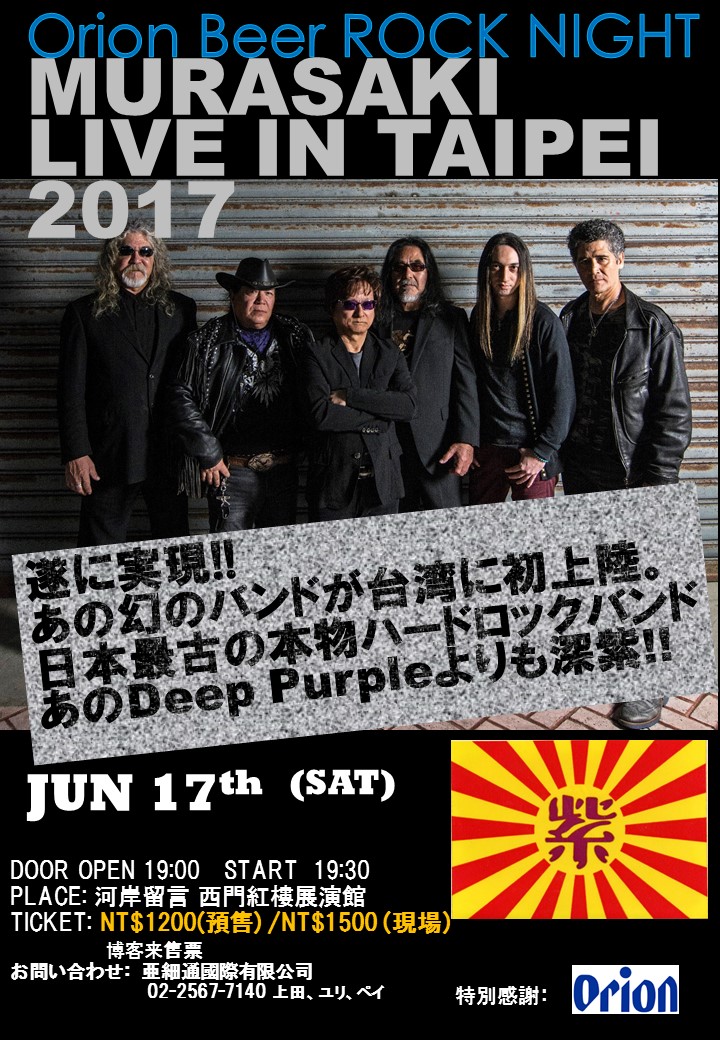 Orion Beer ROCK NIGHT
MURASAKI
LIVE IN TAIPEI
2017
遂に実現!!
あの幻のバンドが台湾に初上陸。
日本最古の本物ハードロックバンド
あのDeep Purpleよりも深紫!!
JUN 17th (SAT)
紫
DOOR OPEN 19:00 START 19:30
PLACE: 河岸留言 西門紅樓展演館
TICKET: NT$1200(預售)/NT$1500(現場)
博客来售票
お問い合わせ: 亜細通國際有限公司
02-2567-7140 上田、ユリ、ペイ
特別感謝:
Orion